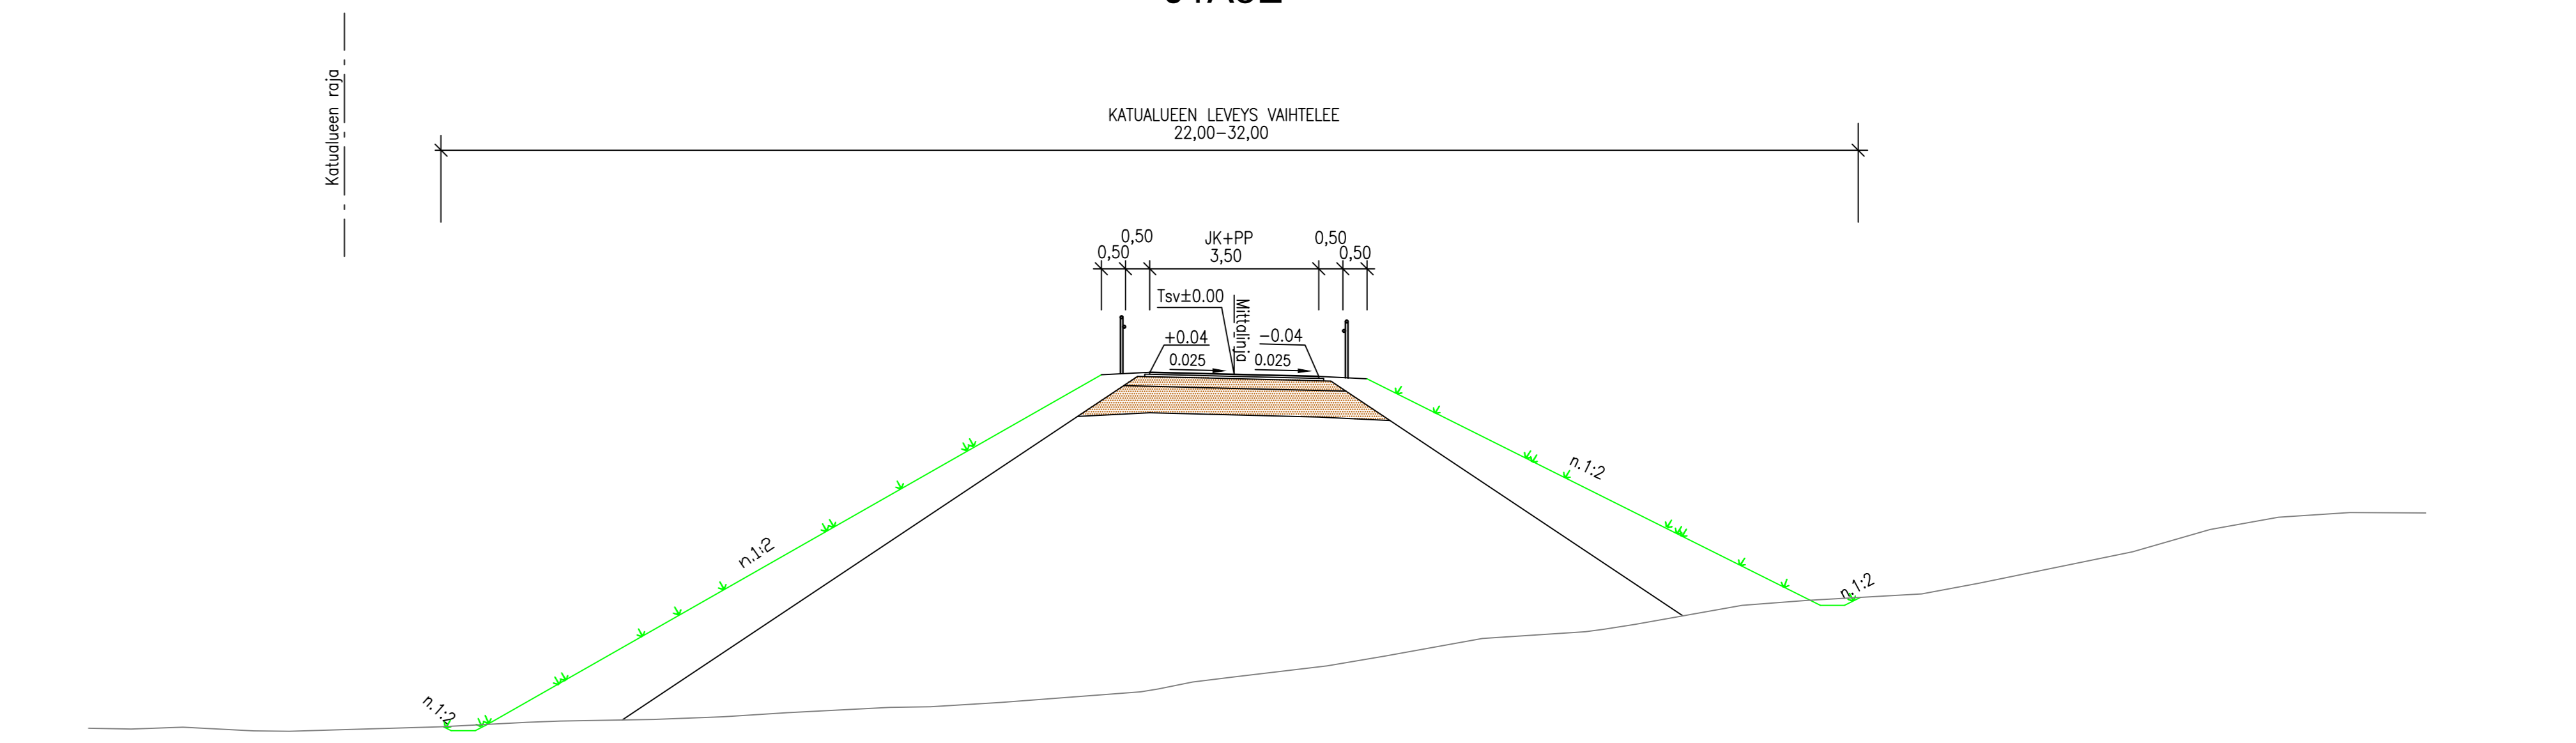 Katualueen raja
KATUALUEEN LEVEYS VAIHTELEE
22,00-32,00
0,50
0,50
JK+PP
3,50
0,50
0,50
Tsv±0.00
Mittalinja
+0.04
-0.04
0.025
0.025
n.1:2
n.1:2
n.1:2
n.1:2